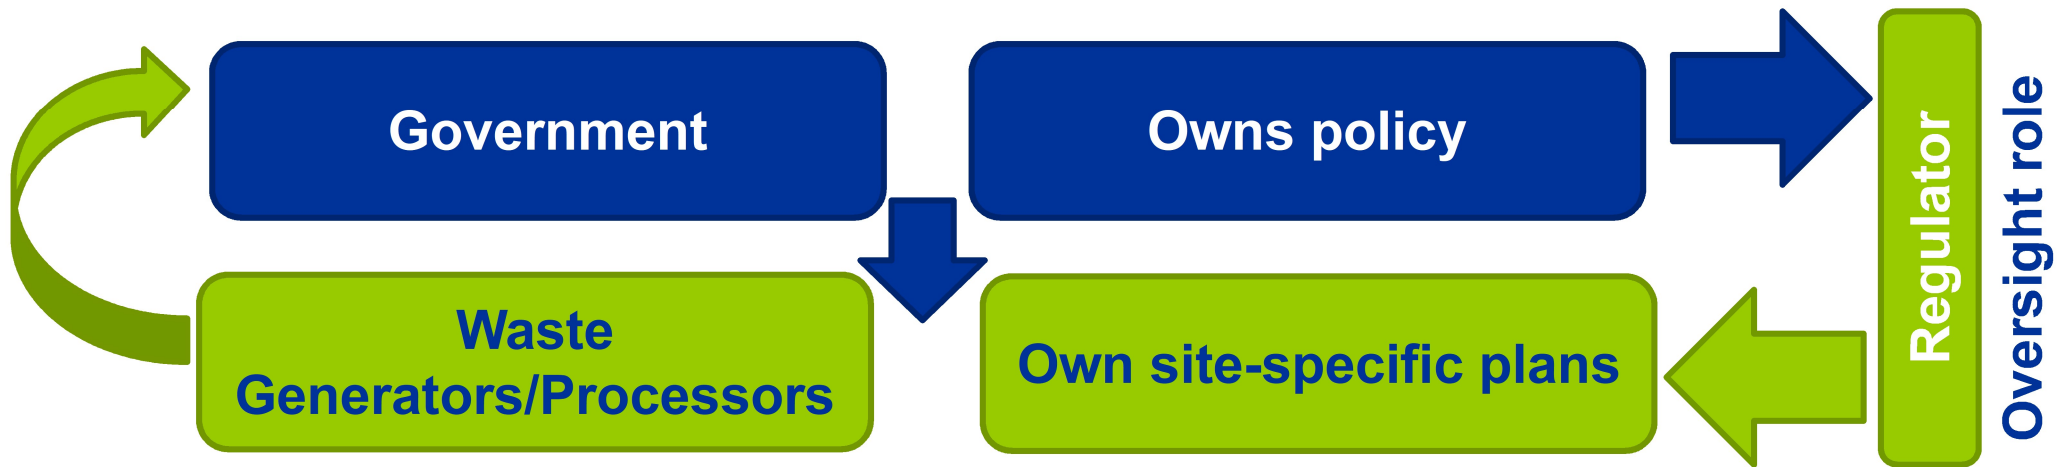 Government
Owns policy
Waste
Generators/Processors
Own site-specific plans
Regulator
Oversight role